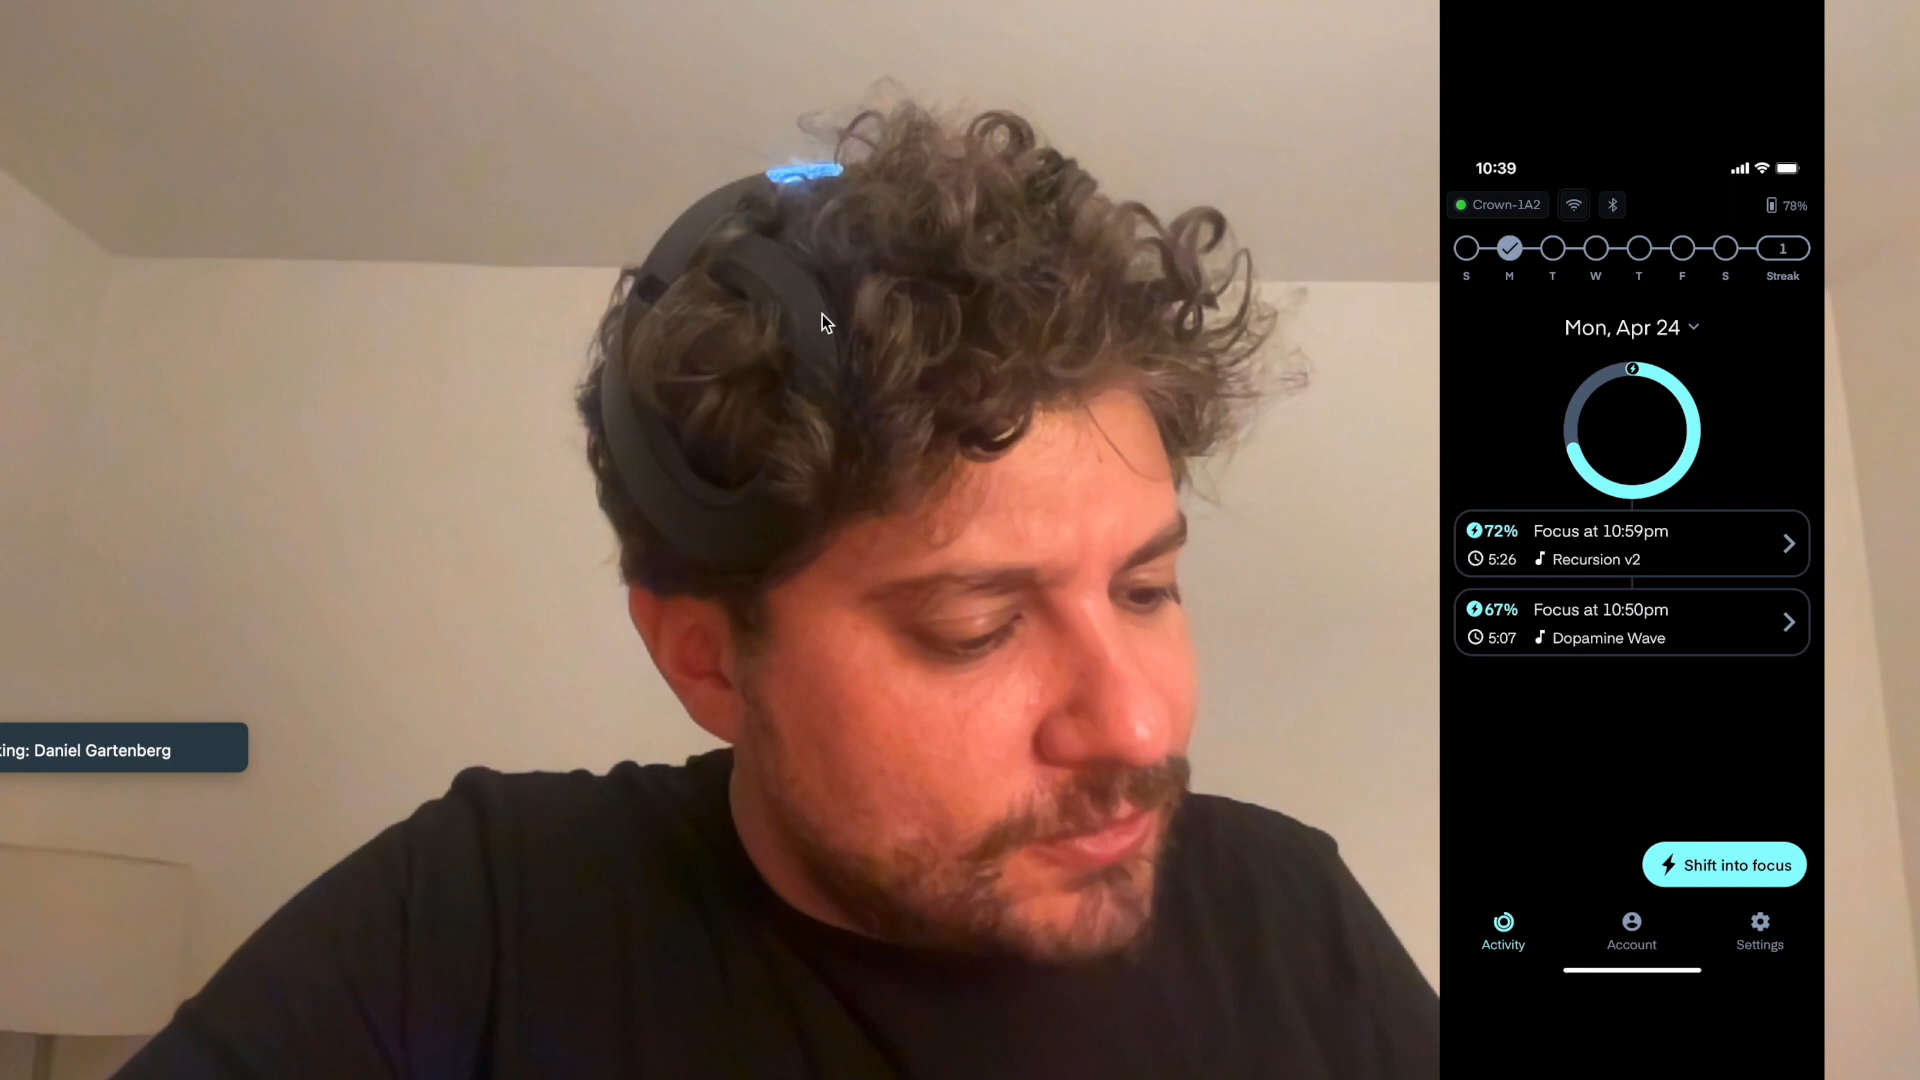 king: Daniel Gartenberg
10:39
Crown-1A2
78%
1
S M T W T F S Streak
Mon, Apr 24
72% Focus at 10:59pm
5:26 Recursion v2
67% Focus at 10:50pm
5:07 Dopamine Wave
Shift into focus
Activity Account Settings